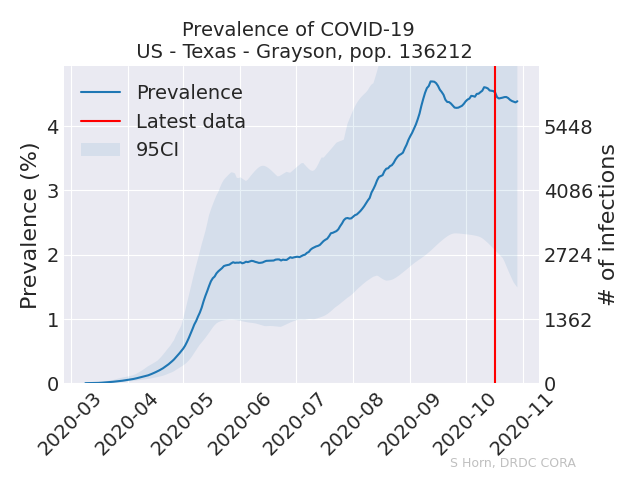 Prevalence of COVID-19
US - Texas - Grayson, pop. 136212
Prevalence
Latest data
95CI
Prevalence (%)
4
3
2
1
0
5448
4086
2724
1362
0
# of infections
2020-03
2020-04
2020-05
2020-06
2020-07
2020-08
2020-09
2020-10
2020-11
S Horn, DRDC CORA